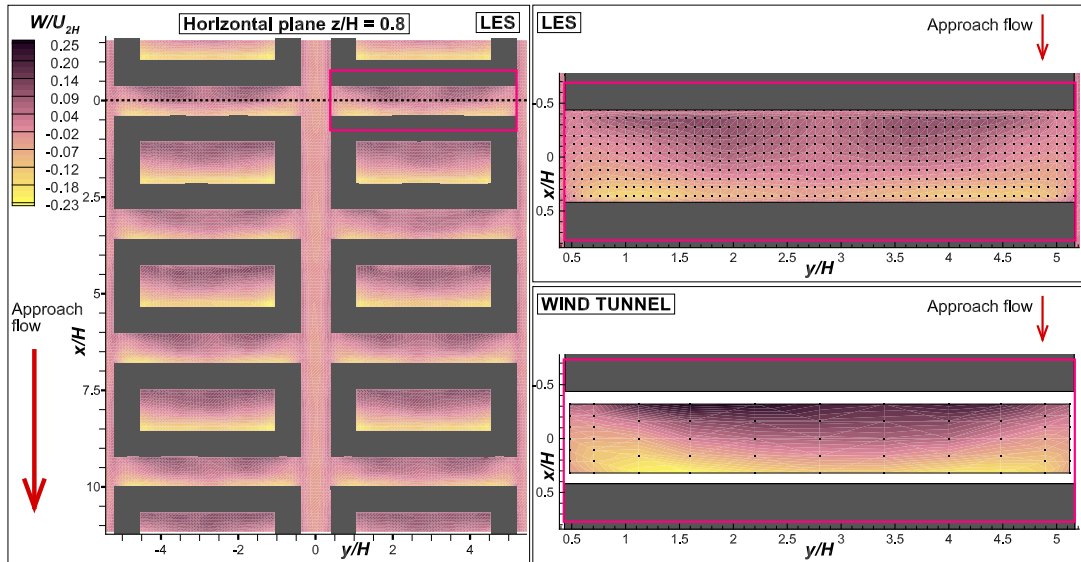 W/U2H
Horizontal plane z/H = 0.8
LES
0.25
0.20
0.14
0.09
0.04
-0.02
-0.07
-0.12
-0.18
-0.23
0
2.5
5
7.5
10
x/H
Approach
flow
-4
-2
0
y/H
2
4
LES
Approach
flow
-0.5
0
0.5
x/H
0.5
1
1.5
2
2.5
3
3.5
4
4.5
5
y/H
WIND TUNNEL
Approach
flow
-0.5
0
0.5
x/H
0.5
1
1.5
2
2.5
3
3.5
4
4.5
5
y/H